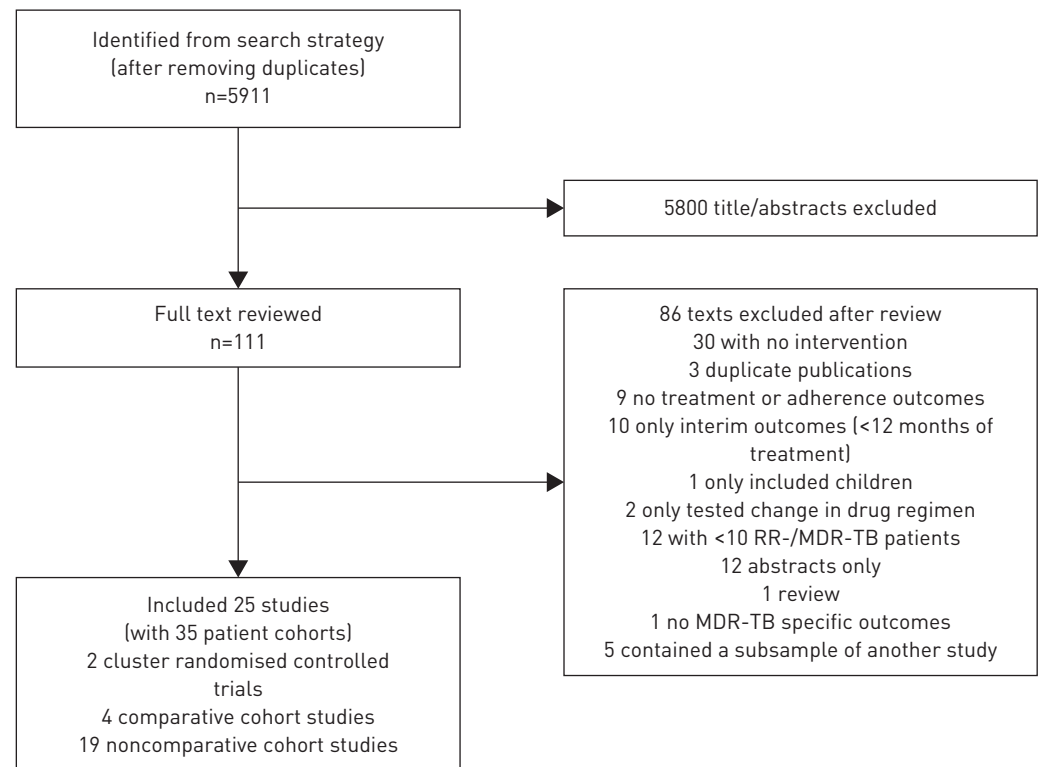 Identified from search strategy
(after removing duplicates)
n=5911
5800 title/abstracts excluded
Full text reviewed
n=111
86 texts excluded after review
30 with no intervention
3 duplicate publications
9 no treatment or adherence outcomes
10 only interim outcomes (<12 months of
treatment)
1 only included children
2 only tested change in drug regimen
12 with <10 RR-/MDR-TB patients
12 abstracts only
1 review
1 no MDR-TB specific outcomes
5 contained a subsample of another study
Included 25 studies
(with 35 patient cohorts)
2 cluster randomised controlled
trials
4 comparative cohort studies
19 noncomparative cohort studies